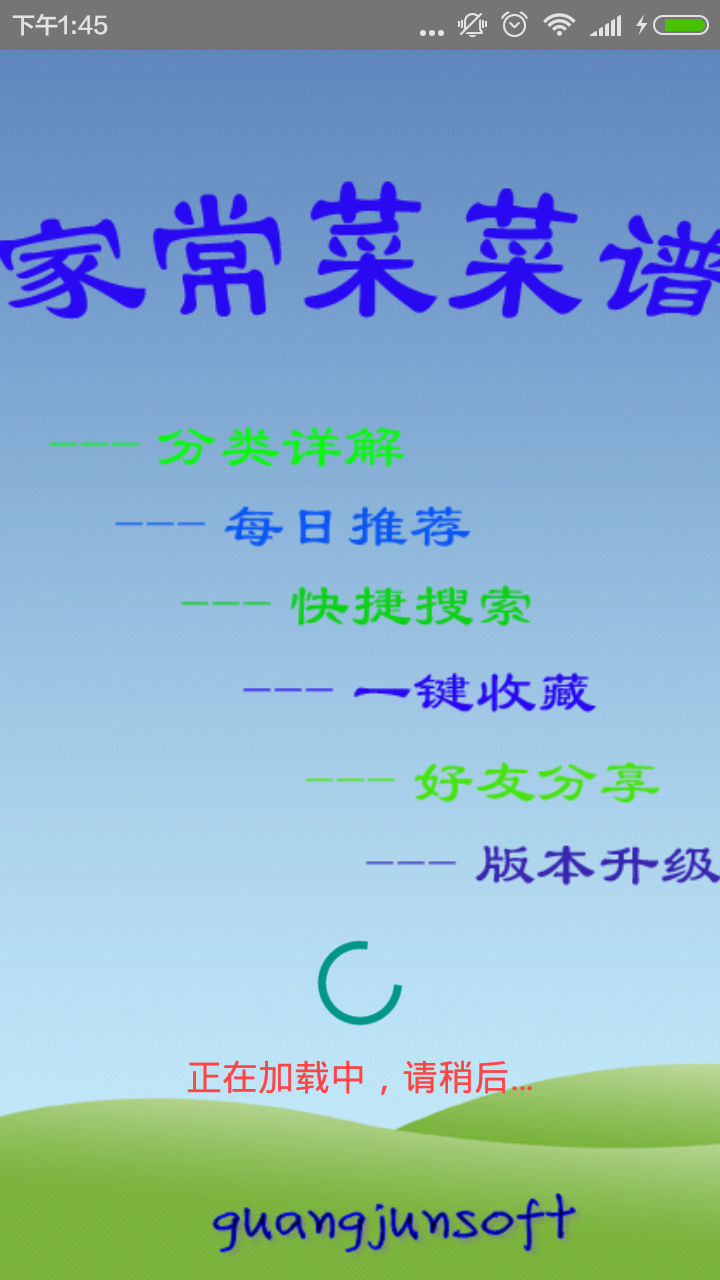 下午1:45
家常菜菜谱
--- 分类详解
--- 每日推荐
--- 快捷搜索
--- 一键收藏
--- 好友分享
--- 版本升级
正在加载中，请稍后...
guangjunsoft